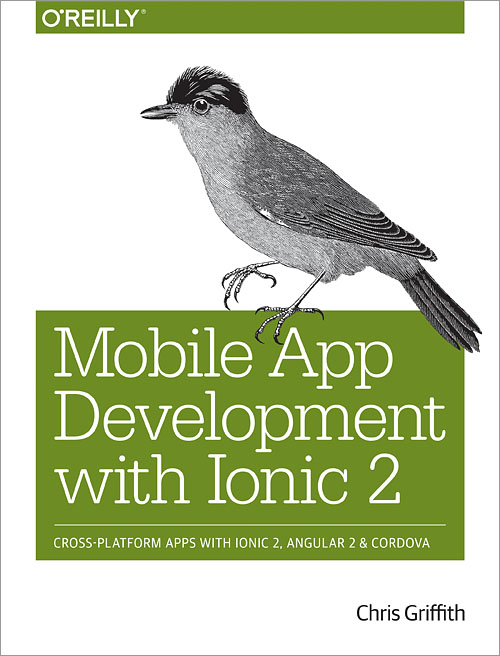 O'REILLY®
Mobile App
Development
with Ionic 2
CROSS-PLATFORM APPS WITH IONIC 2, ANGULAR 2 & CORDOVA
Chris Griffith